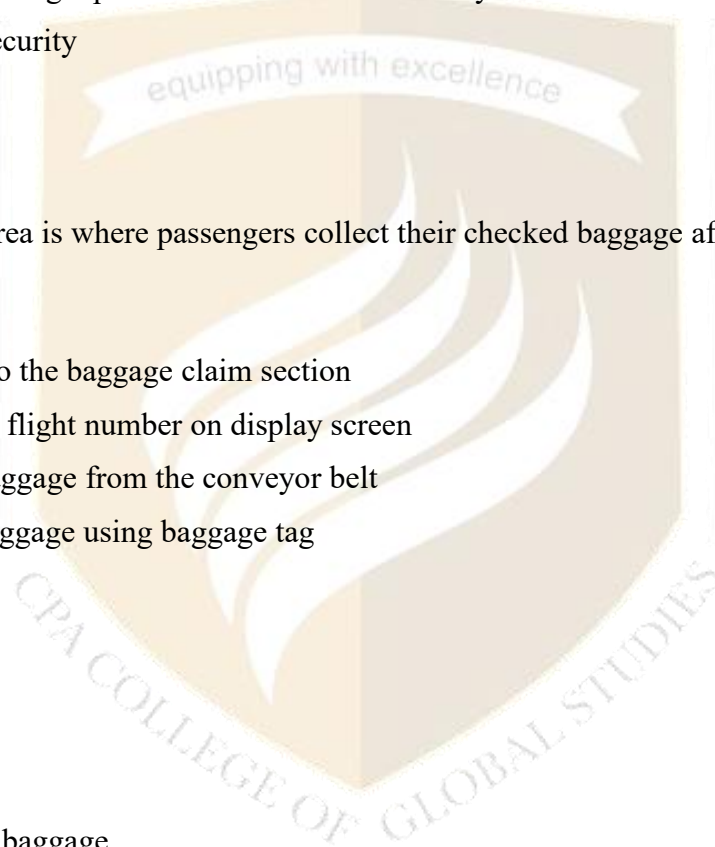 ecurity
equipping with excellence
rea is where passengers collect their checked baggage af
o the baggage claim section
flight number on display screen
ggage from the conveyor belt
ggage using baggage tag
CPA COLLEGE OF GLOBAL STUDIES
baggage